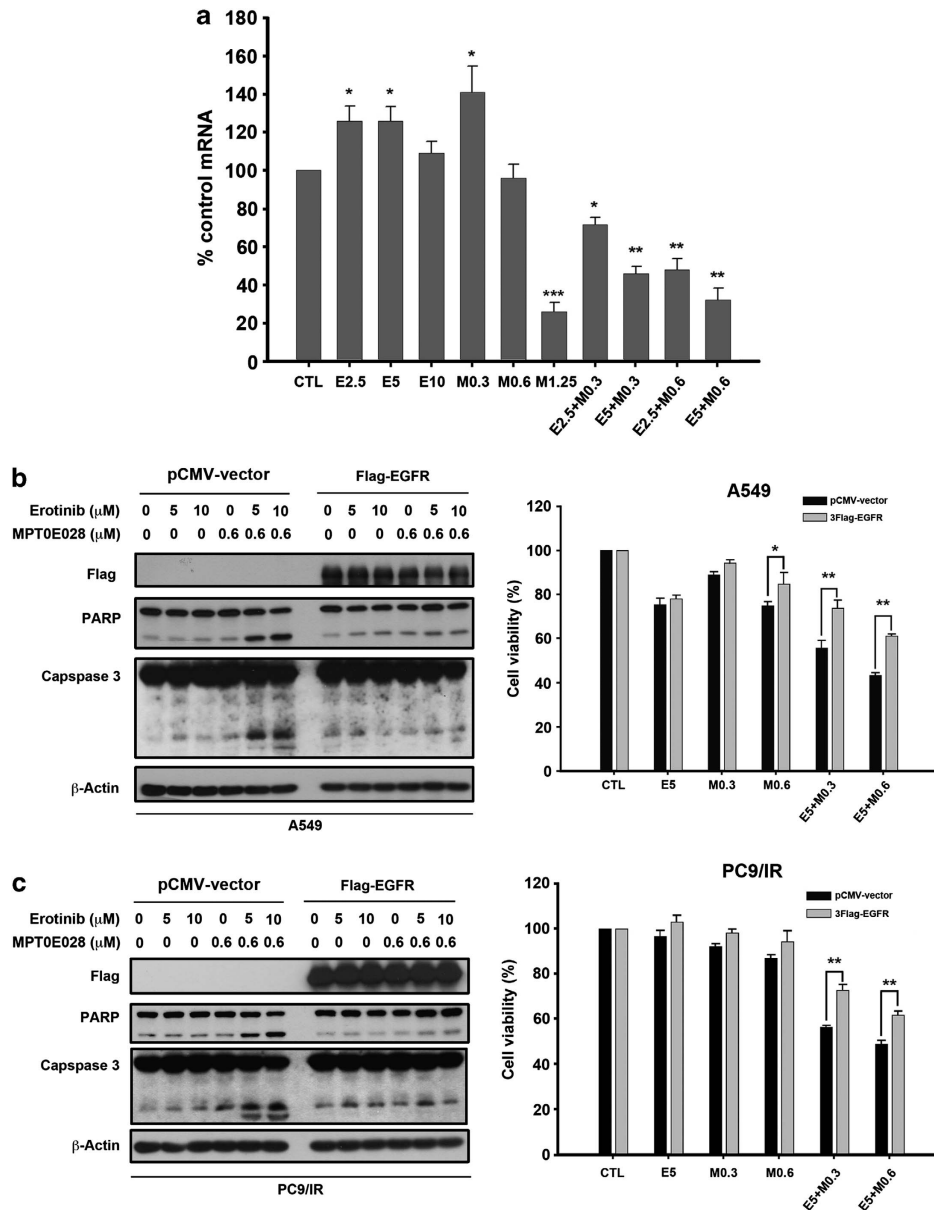 a
% control mRNA
180
160
140
120
100
80
60
40
20
0
* * * *** * ** ** **
CTL E2.5 E5 E10 M0.3 M0.6 M1.25 E2.5+M0.3 E5+M0.3 E2.5+M0.6 E5+M0.6
b
pCMV-vector Flag-EGFR
Erotinib (μM) 0 5 10 0 5 10 0 5 10 0 5 10
MPT0E028 (μM) 0 0 0 0.6 0.6 0.6 0 0 0 0.6 0.6 0.6
Flag
PARP
Capspase 3
β-Actin
A549
A549
pCMV-vector
3Flag-EGFR
Cell viability (%)
120
100
80
60
40
20
0
* ** **
CTL E5 M0.3 M0.6 E5+M0.3 E5+M0.6
c
pCMV-vector Flag-EGFR
Erotinib (μM) 0 5 10 0 5 10 0 5 10 0 5 10
MPT0E028 (μM) 0 0 0 0.6 0.6 0.6 0 0 0 0.6 0.6 0.6
Flag
PARP
Capspase 3
β-Actin
PC9/IR
PC9/IR
pCMV-vector
3Flag-EGFR
Cell viability (%)
120
100
80
60
40
20
0
** **
CTL E5 M0.3 M0.6 E5+M0.3 E5+M0.6